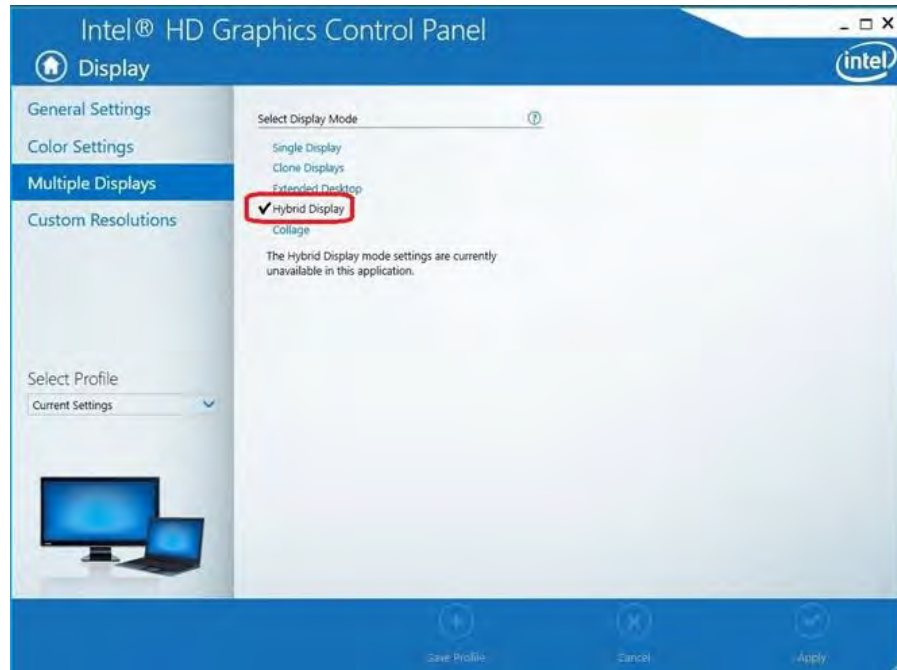 Intel® HD Graphics Control Panel
Display
intel
General Settings
Color Settings
Multiple Displays
Custom Resolutions
Select Display Mode
?
Single Display
Clone Displays
Extended Desktop
✔Hybrid Display
Collage
The Hybrid Display mode settings are currently
unavailable in this application.
Select Profile
Current Settings
Save Profile
Cancel
Apply